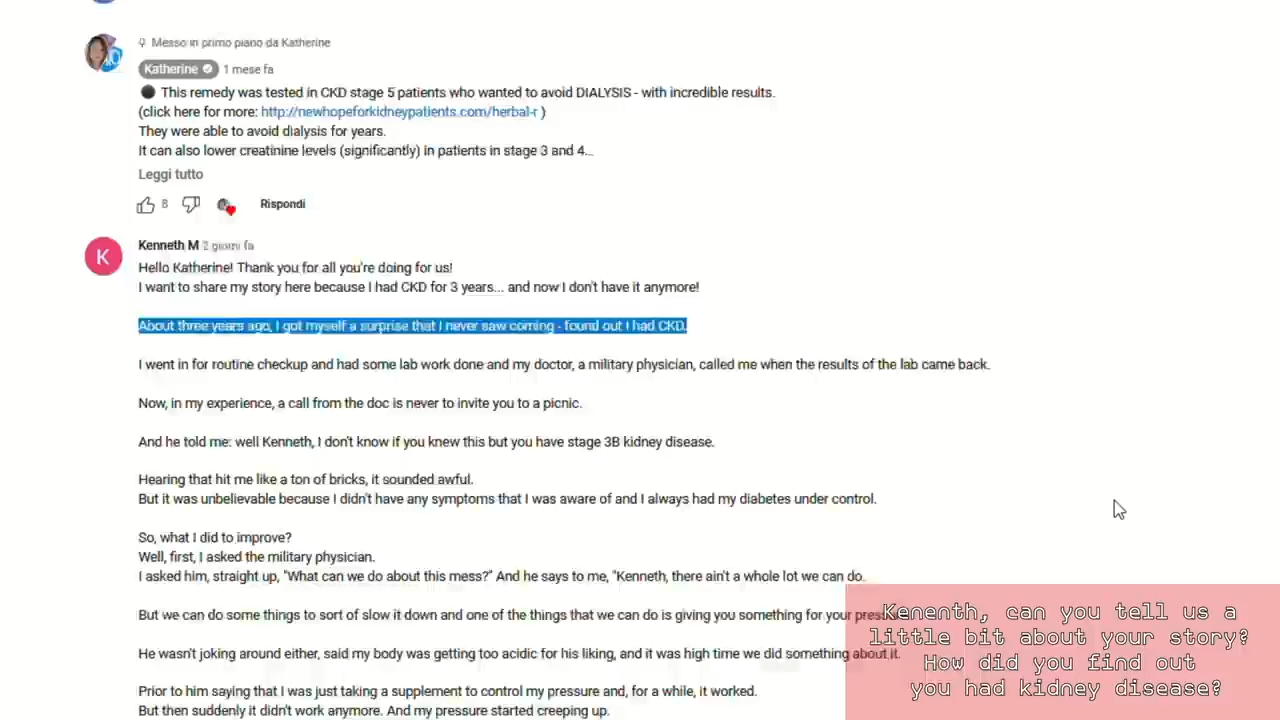 Messo in primo piano da Katherine
Katherine 1 mese fa
This remedy was tested in CKD stage 5 patients who wanted to avoid DIALYSIS - with incredible results.
(click here for more: http://newhopeforkidneypatients.com/herbal-r )
They were able to avoid dialysis for years.
It can also lower creatinine levels (significantly) in patients in stage 3 and 4...
Leggi tutto
8 Rispondi
K
Kenneth M 2 giorni fa
Hello Katherine! Thank you for all you're doing for us!
I want to share my story here because I had CKD for 3 years... and now I don't have it anymore!
About three years ago, I got myself a surprise that I never saw coming - found out I had CKD.
I went in for routine checkup and had some lab work done and my doctor, a military physician, called me when the results of the lab came back.
Now, in my experience, a call from the doc is never to invite you to a picnic.
And he told me: well Kenneth, I don't know if you knew this but you have stage 3B kidney disease.
Hearing that hit me like a ton of bricks, it sounded awful.
But it was unbelievable because I didn't have any symptoms that I was aware of and I always had my diabetes under control.
So, what I did to improve?
Well, first, I asked the military physician.
I asked him, straight up, "What can we do about this mess?" And he says to me, "Kenneth, there ain't a whole lot we can do.
But we can do some things to sort of slow it down and one of the things that we can do is giving you something for your
He wasn't joking around either, said my body was getting too acidic for his liking, and it was high time we did something about it.
Prior to him saying that I was just taking a supplement to control my pressure and, for a while, it worked.
But then suddenly it didn't work anymore. And my pressure started creeping up.
Kenenth, can you tell us a
little bit about your story?
How did you find out
you had kidney disease?